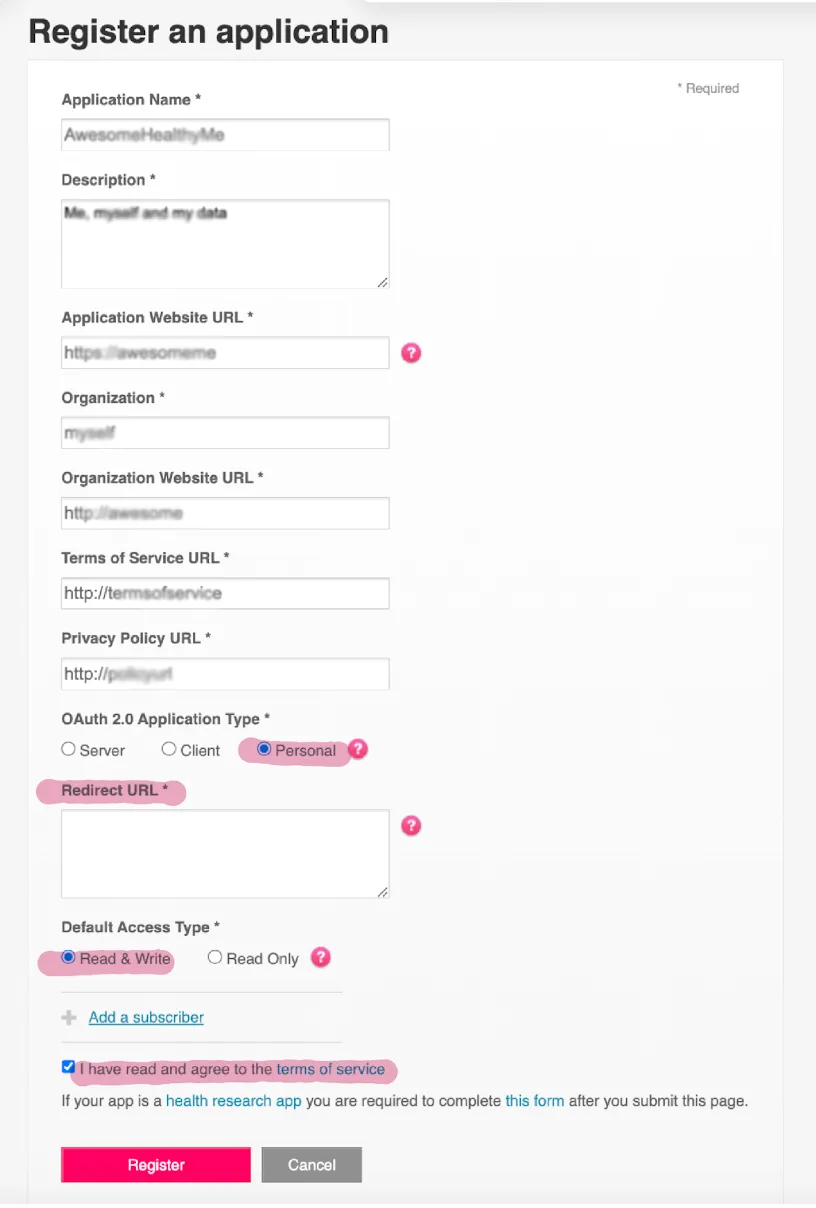 Register an application
* Required
Application Name *
AwesomeHealthyMe
Description *
Me, myself and my data
Application Website URL *
https://awesomeme
?
Organization *
myself
Organization Website URL *
http://awesome
Terms of Service URL *
http://termsofservice
Privacy Policy URL *
http://policyurl
OAuth 2.0 Application Type *
Server Client Personal ?
Redirect URL *
?
Default Access Type *
Read & Write Read Only ?
Add a subscriber
I have read and agree to the terms of service
If your app is a health research app you are required to complete this form after you submit this page.
Register Cancel